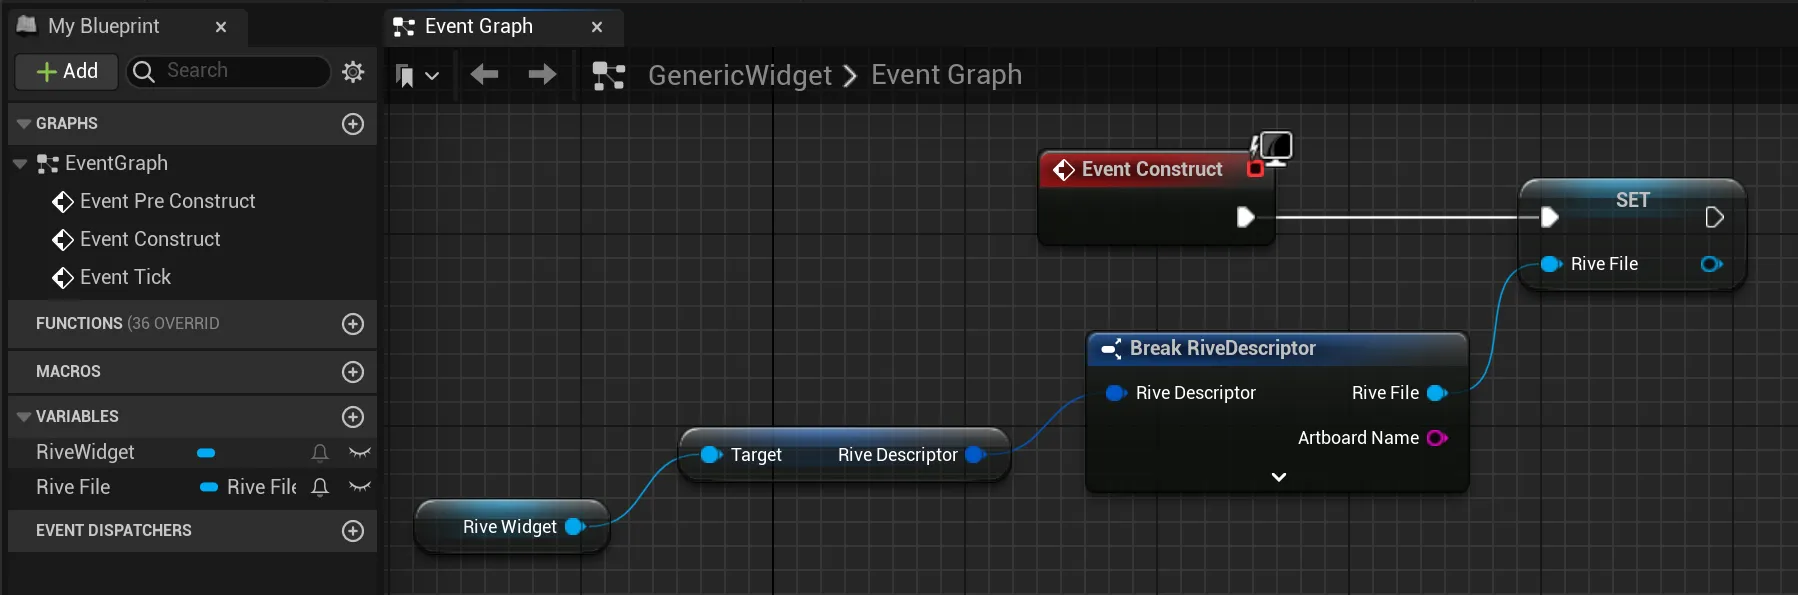 My Blueprint
Event Graph
Add
Search
GenericWidget
Event Graph
GRAPHS
EventGraph
Event Pre Construct
Event Construct
Event Tick
FUNCTIONS (36 OVERRID
MACROS
VARIABLES
RiveWidget
Rive File
Rive File
EVENT DISPATCHERS
Event Construct
SET
Rive File
Break RiveDescriptor
Rive Descriptor
Rive File
Artboard Name
Target
Rive Descriptor
Rive Widget